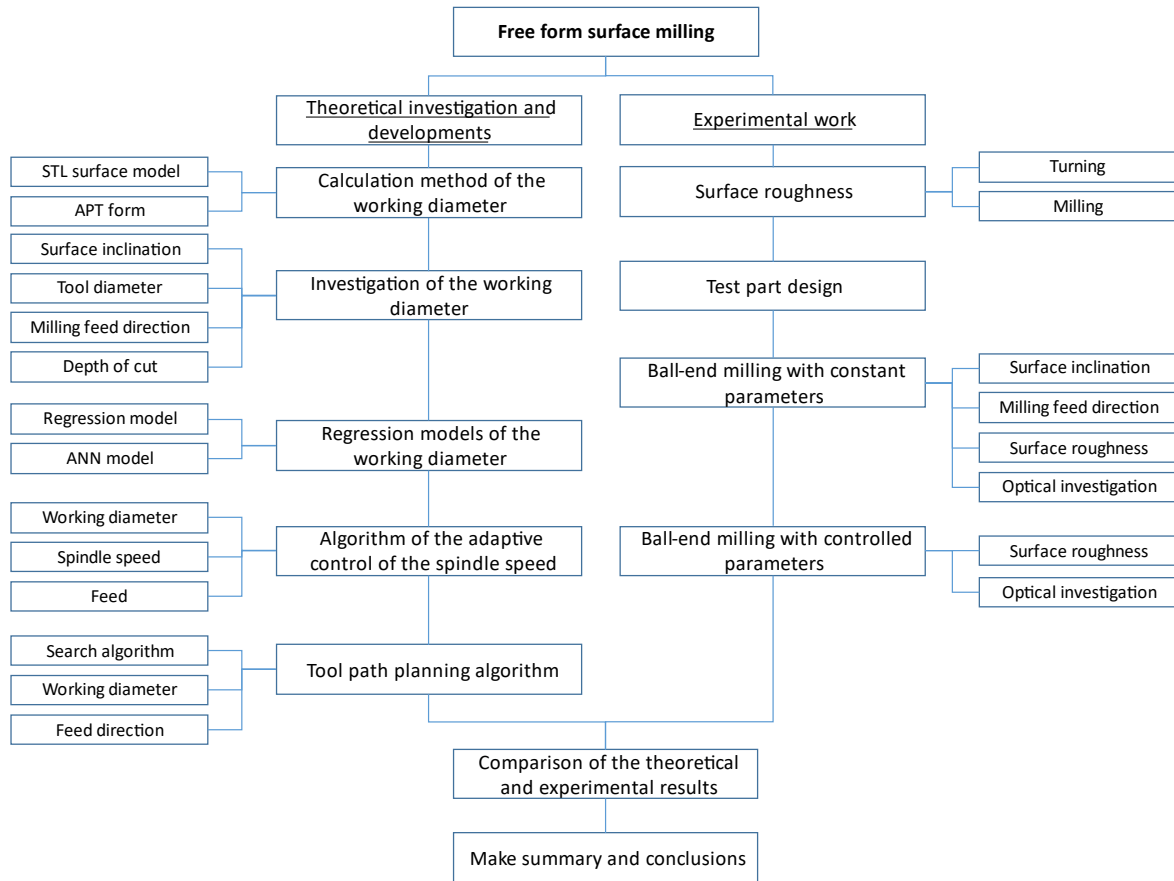 Free form surface milling
Theoretical investigation and
developments
Experimental work
STL surface model
APT form
Calculation method of the
working diameter
Surface roughness
Turning
Milling
Surface inclination
Tool diameter
Milling feed direction
Depth of cut
Investigation of the working
diameter
Test part design
Ball-end milling with constant
parameters
Surface inclination
Milling feed direction
Surface roughness
Optical investigation
Regression model
ANN model
Regression models of the
working diameter
Working diameter
Spindle speed
Feed
Algorithm of the adaptive
control of the spindle speed
Ball-end milling with controlled
parameters
Surface roughness
Optical investigation
Search algorithm
Working diameter
Feed direction
Tool path planning algorithm
Comparison of the theoretical
and experimental results
Make summary and conclusions